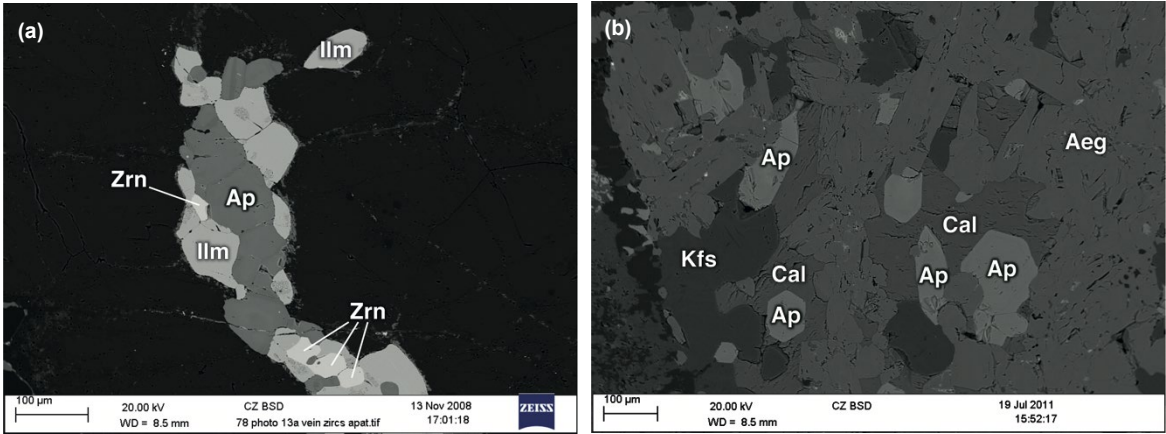 (a)
Ilm
Zrn
Ap
Ilm
Zrn
100 µm
20.00 kV
CZ BSD
13 Nov 2008
WD = 8.5 mm
78 photo 13a vein zircs apat.tif
17:01:18
ZEISS
(b)
Ap
Aeg
Kfs
Cal
Cal
Ap
Ap
Ap
100 µm
20.00 kV
CZ BSD
19 Jul 2011
WD = 8.5 mm
15:52:17